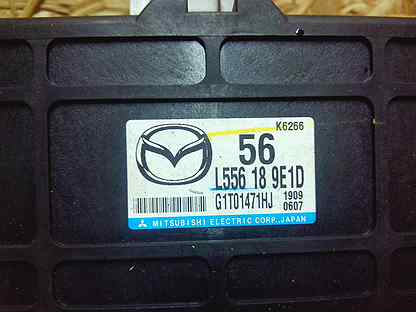 K6266
56
L556 18 9E1D
G1T01471HJ 1909
0607
MITSUBISHI ELECTRIC CORP., JAPAN